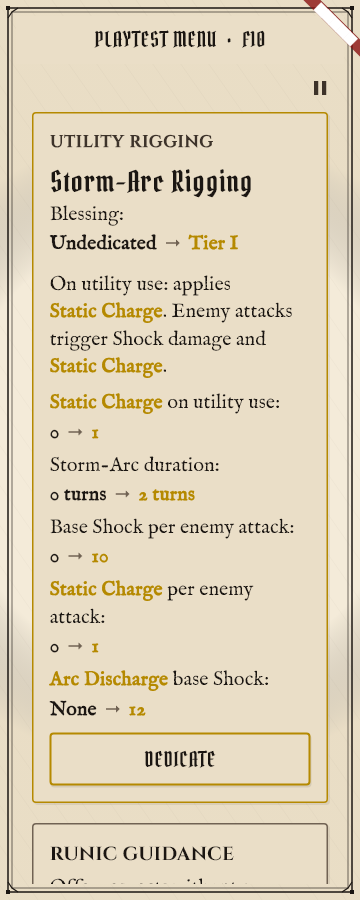 PLAYTEST MENU · F10
UTILITY RIGGING
Storm-Arc Rigging
Blessing:
Undedicated → Tier I
On utility use: applies
Static Charge. Enemy attacks
trigger Shock damage and
Static Charge.
Static Charge on utility use:
0 → 1
Storm-Arc duration:
0 turns → 2 turns
Base Shock per enemy attack:
0 → 10
Static Charge per enemy
attack:
0 → 1
Arc Discharge base Shock:
None → 12
DEDICATE
RUNIC GUIDANCE